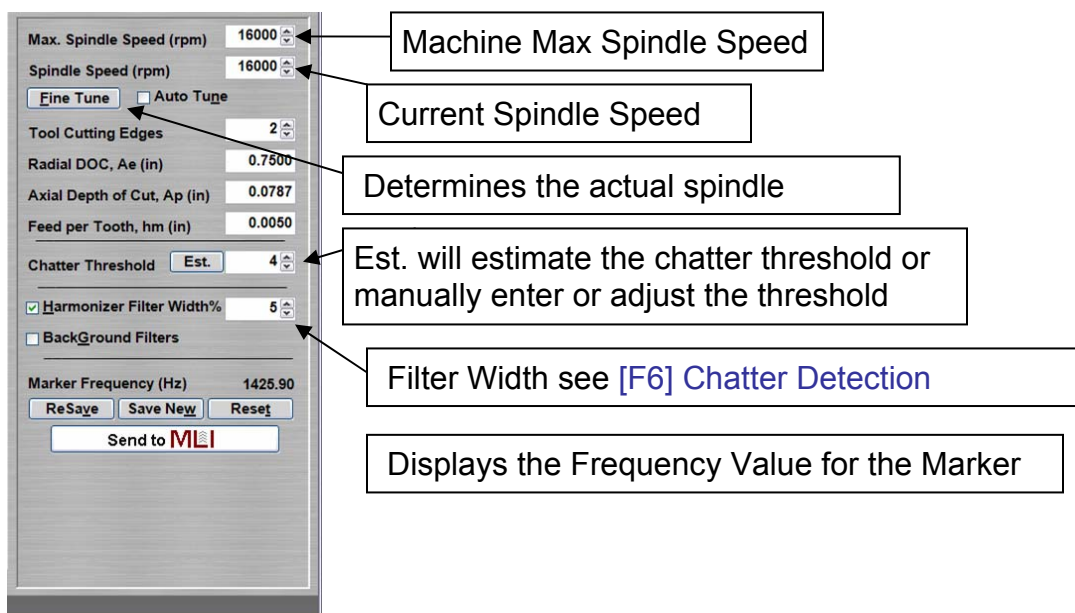 Max. Spindle Speed (rpm) 16000
Spindle Speed (rpm) 16000
Fine Tune Auto Tune
Tool Cutting Edges 2
Radial DOC, Ae (in) 0.7500
Axial Depth of Cut, Ap (in) 0.0787
Feed per Tooth, hm (in) 0.0050
Chatter Threshold Est. 4
Harmonizer Filter Width% 5
BackGround Filters
Marker Frequency (Hz) 1425.90
ReSave Save New Reset
Send to MLI
Machine Max Spindle Speed
Current Spindle Speed
Determines the actual spindle
Est. will estimate the chatter threshold or
manually enter or adjust the threshold
Filter Width see [F6] Chatter Detection
Displays the Frequency Value for the Marker